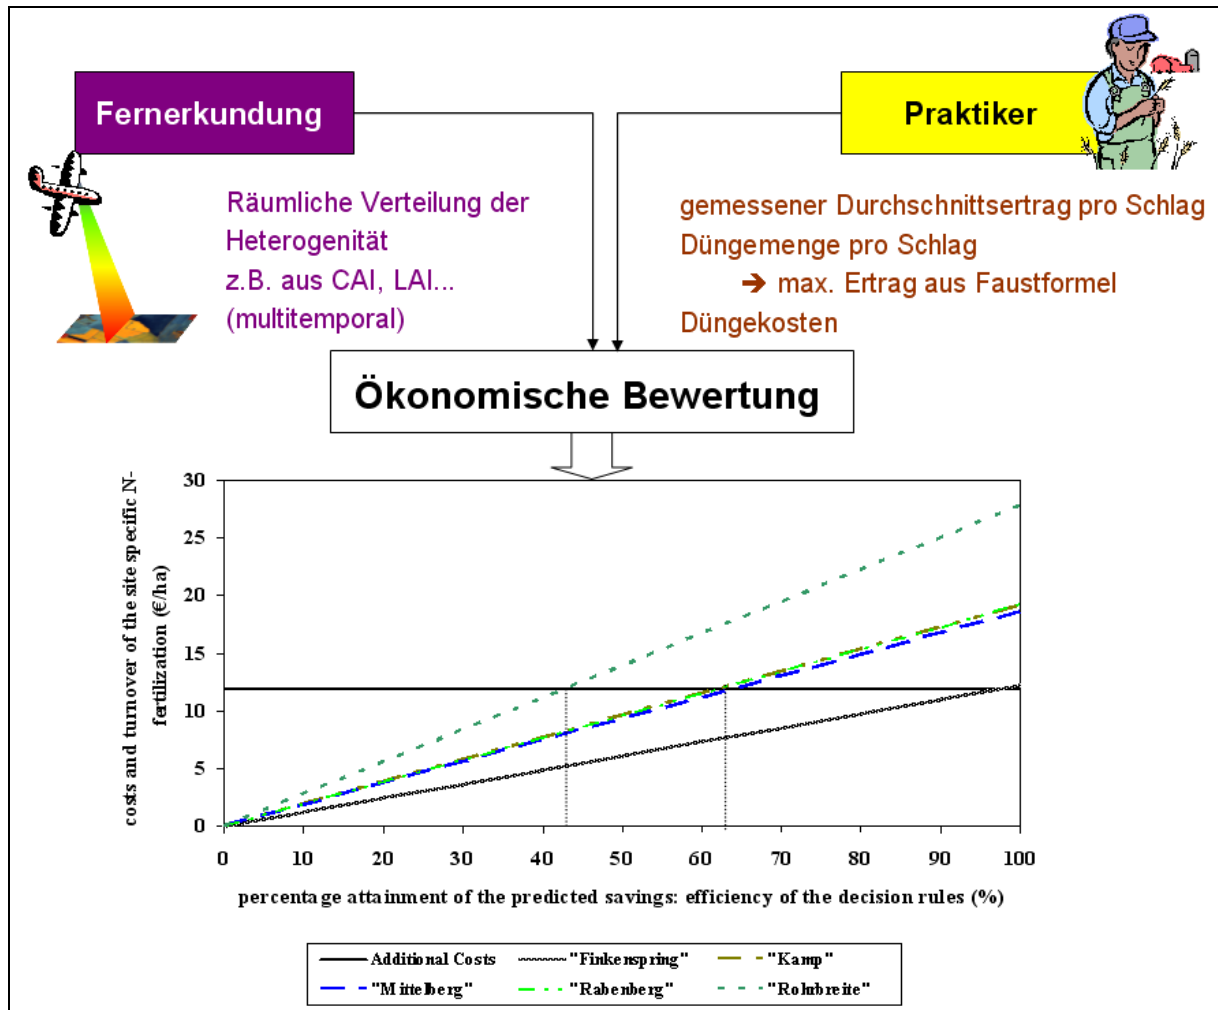 Fernerkundung
Praktiker
Räumliche Verteilung der
Heterogenität
z.B. aus CAI, LAI...
(multitemporal)
gemessener Durchschnittsertrag pro Schlag
Düngemenge pro Schlag
➔ max. Ertrag aus Faustformel
Düngekosten
Ökonomische Bewertung
costs and turnover of the site specific N-
fertilization (€/ha)
30
25
20
15
10
5
0
0 10 20 30 40 50 60 70 80 90 100
percentage attainment of the predicted savings: efficiency of the decision rules (%)
Additional Costs "Finkenspring" "Kamp"
"Mittelberg" "Rabenberg" "Rohrbreite"